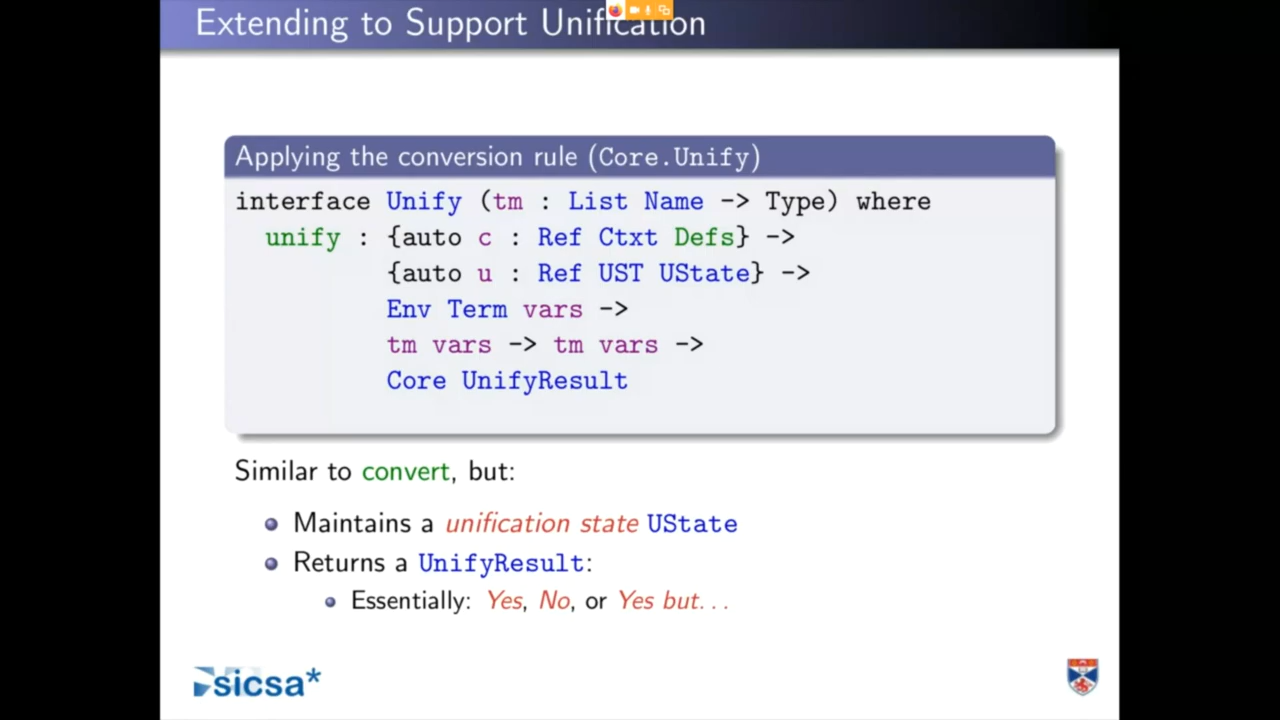 Extending to Support Unification
Applying the conversion rule (Core.Unify)
interface Unify (tm : List Name -> Type) where
unify : {auto c : Ref Ctxt Defs} ->
{auto u : Ref UST UState} ->
Env Term vars ->
tm vars -> tm vars ->
Core UnifyResult
Similar to convert, but:
Maintains a unification state UState
Returns a UnifyResult:
Essentially: Yes, No, or Yes but...
sicsa*